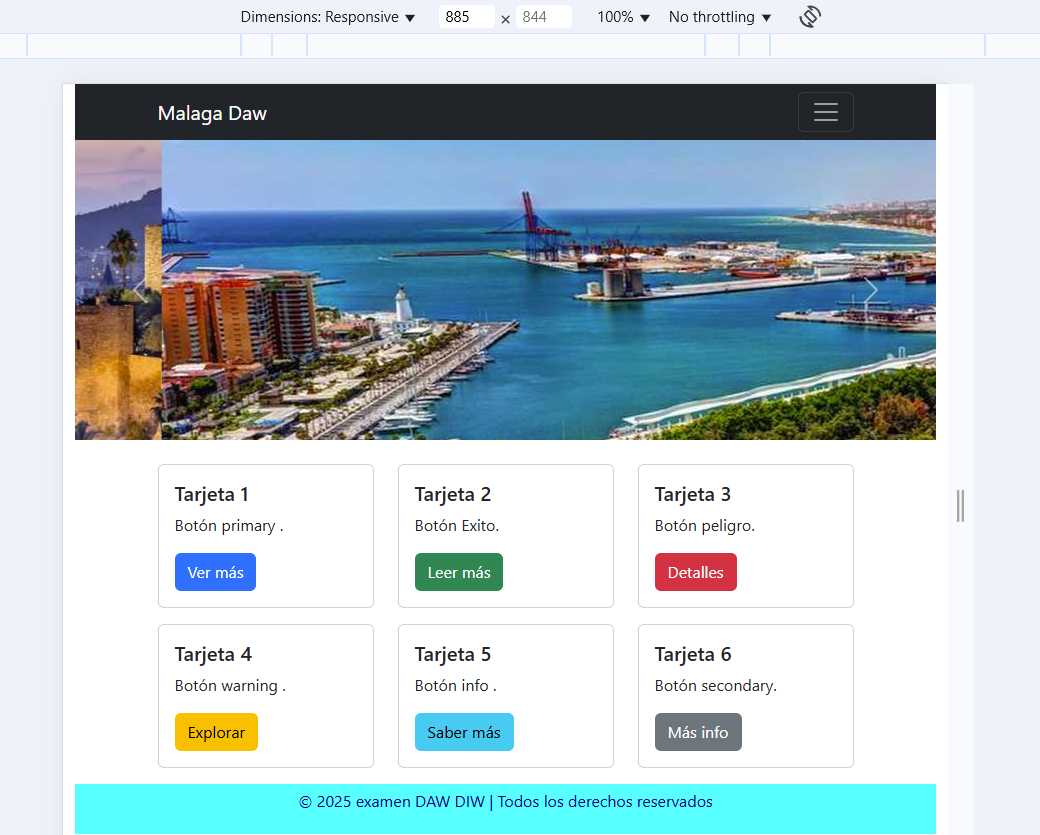 Dimensions: Responsive ▼ 885 × 844 100% ▼ No throttling ▼
Malaga Daw
Tarjeta 1
Botón primary .
Ver más
Tarjeta 2
Botón Exito.
Leer más
Tarjeta 3
Botón peligro.
Detalles
Tarjeta 4
Botón warning .
Explorar
Tarjeta 5
Botón info .
Saber más
Tarjeta 6
Botón secondary.
Más info
© 2025 examen DAW DIW | Todos los derechos reservados